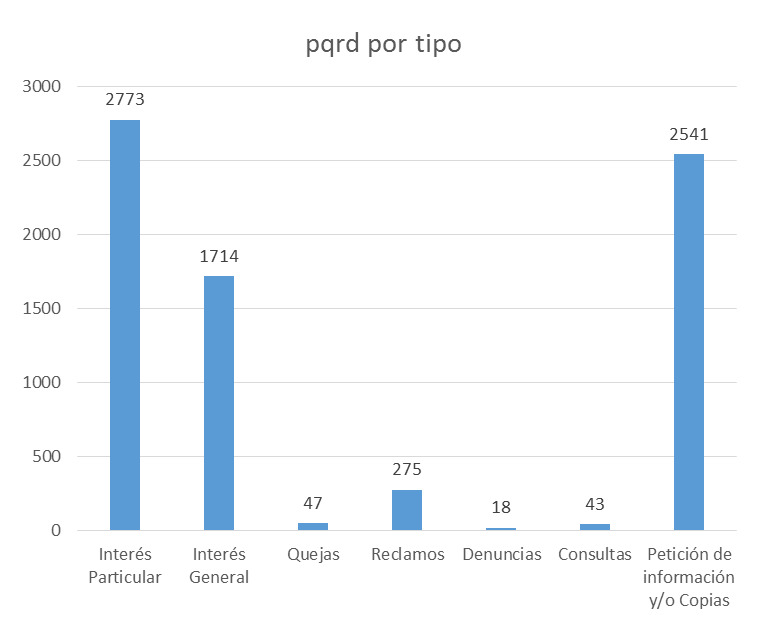 pqrd por tipo
3000
2500
2000
1500
1000
500
0
2773
1714
47
275
18
43
2541
Interés
Particular
Interés
General
Quejas
Reclamos
Denuncias
Consultas
Petición de
información
y/o Copias